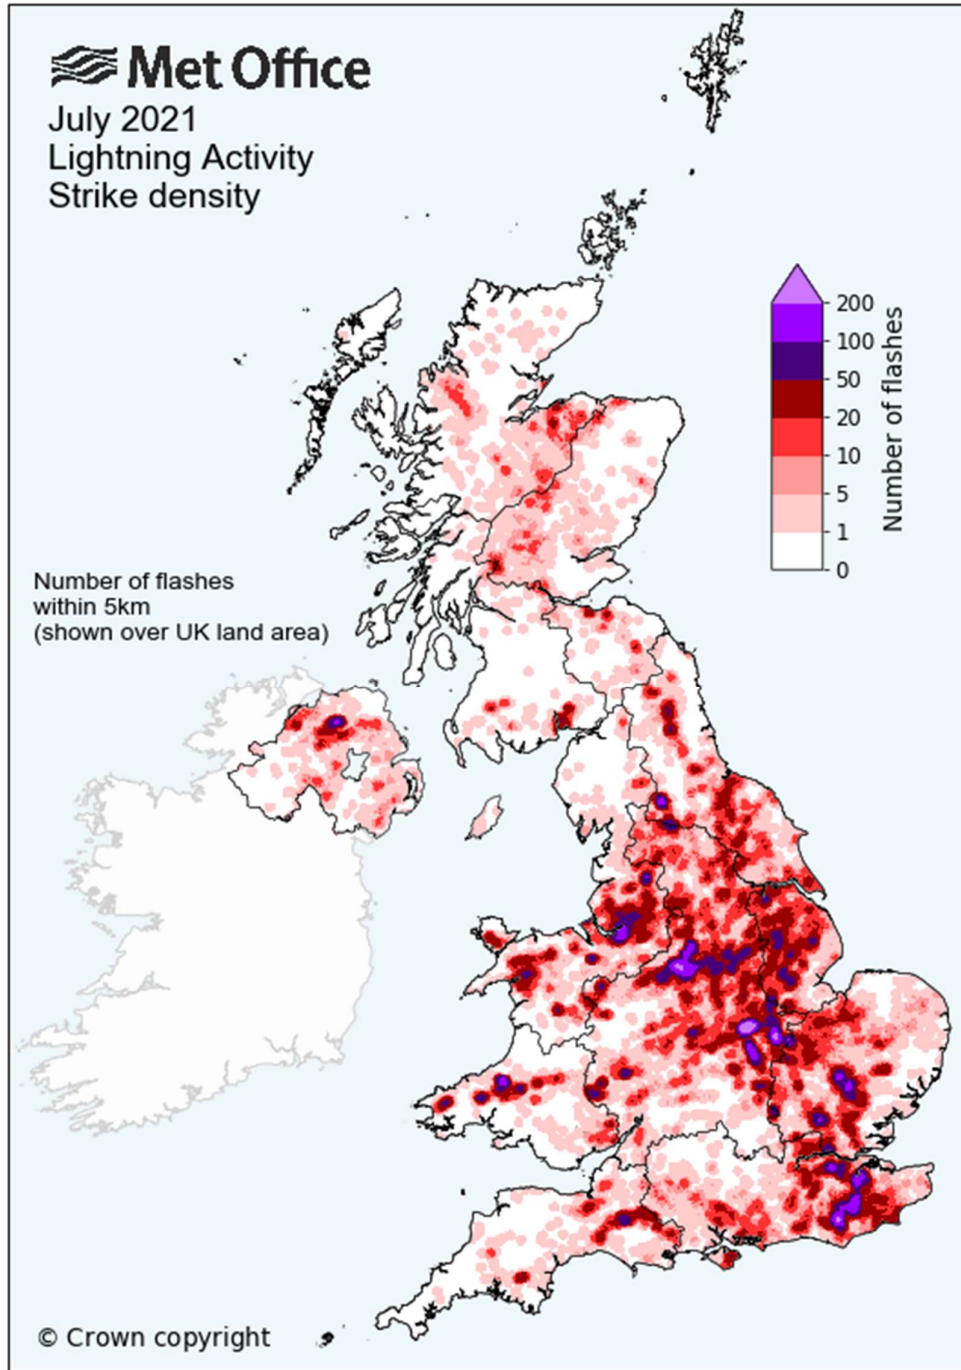 Met Office
July 2021
Lightning Activity
Strike density
200
100
50
20
10
5
1
0
Number of flashes
Number of flashes
within 5km
(shown over UK land area)
© Crown copyright